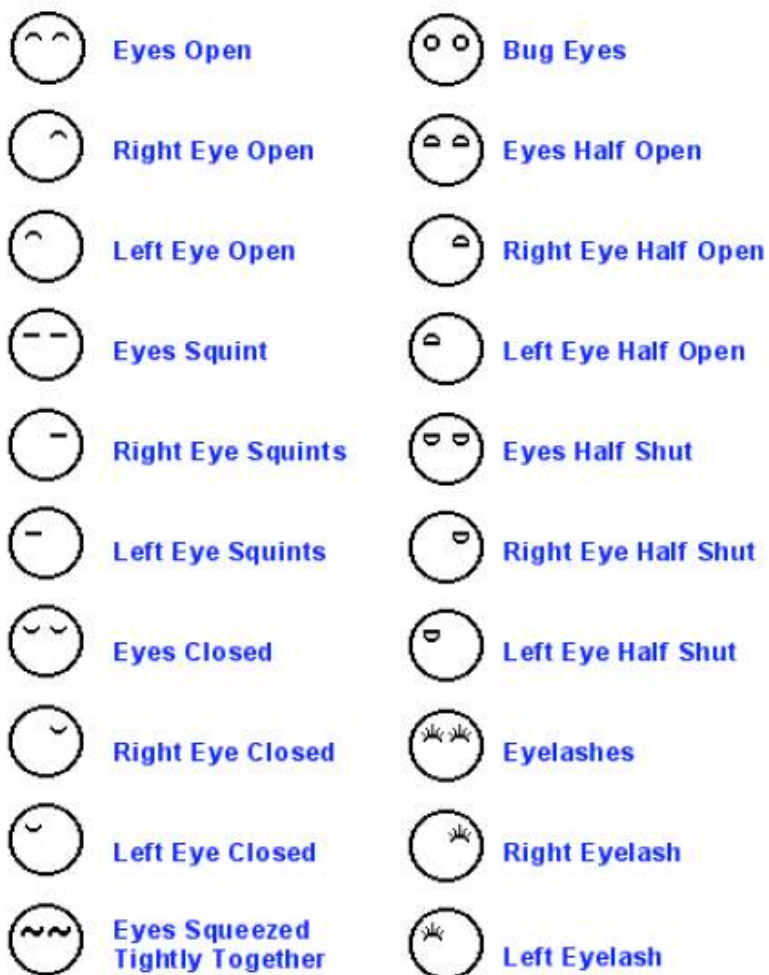 Eyes Open
Right Eye Open
Left Eye Open
Eyes Squint
Right Eye Squints
Left Eye Squints
Eyes Closed
Right Eye Closed
Left Eye Closed
Eyes Squeezed
Tightly Together
Bug Eyes
Eyes Half Open
Right Eye Half Open
Left Eye Half Open
Eyes Half Shut
Right Eye Half Shut
Left Eye Half Shut
Eyelashes
Right Eyelash
Left Eyelash